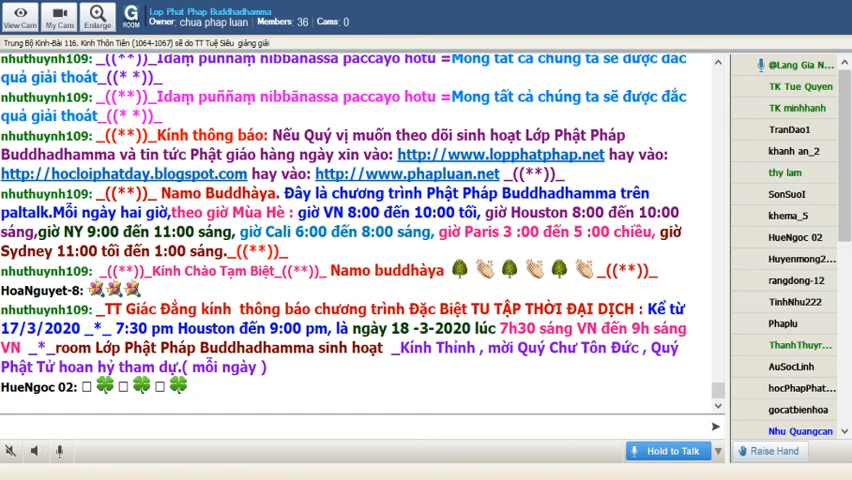 Lop Phat Phap Buddhadhamma
Owner: chua phap luan Members: 36 Cams: 0
View Cam
My Cam
Enlarge
G
ROOM
Trung Bộ Kinh-Bài 116. Kinh Thôn Tiên (1064-1067) sẽ do TT Tuệ Siêu giảng giải
nhuthuynh109: _((**))_Idaṃ puññaṃ nibbānassa paccayo hotu =Mong tất cả chúng ta sẽ được đắc
quả giải thoát_((* *))_
nhuthuynh109: _((**))_Idaṃ puññaṃ nibbānassa paccayo hotu =Mong tất cả chúng ta sẽ được đắc
quả giải thoát_((* *))_
nhuthuynh109: _((**))_Kính thông báo: Nếu Quý vị muốn theo dõi sinh hoạt Lớp Phật Pháp
Buddhadhamma và tin tức Phật giáo hàng ngày xin vào: http://www.lopphatphap.net hay vào:
http://hocloiphatday.blogspot.com hay vào: http://www.phapluan.net _((**))_
nhuthuynh109: _((**))_ Namo Buddhàya. Đây là chương trình Phật Pháp Buddhadhamma trên
paltalk.Mỗi ngày hai giờ,theo giờ Mùa Hè : giờ VN 8:00 đến 10:00 tối, giờ Houston 8:00 đến 10:00
sáng,giờ NY 9:00 đến 11:00 sáng, giờ Cali 6:00 đến 8:00 sáng, giờ Paris 3 :00 đến 5 :00 chiều, giờ
Sydney 11:00 tối đến 1:00 sáng._((**))_
nhuthuynh109: _((**))_Kính Chào Tạm Biệt_((**))_ Namo buddhàya _((**))_
HoaNguyet-8:
nhuthuynh109: _TT Giác Đẳng kính thông báo chương trình Đặc Biệt TU TẬP THỜI ĐẠI DỊCH : Kể từ
17/3/2020 _*_ 7:30 pm Houston đến 9:00 pm, là ngày 18 -3-2020 lúc 7h30 sáng VN đến 9h sáng
VN _*_room Lớp Phật Pháp Buddhadhamma sinh hoạt _Kính Thỉnh , mời Quý Chư Tôn Đức , Quý
Phật Tử hoan hỷ tham dự.( mỗi ngày )
HueNgoc 02:
Hold to Talk
@Lang Gia N...
TK Tue Quyen
TK minhhanh
TranDao1
khanh an_2
thy lam
SonSuoI
khema_5
HueNgoc 02
Huyenmong2...
rangdong-12
TinhNhu222
Phaplu
ThanhThuyr...
AuSocLinh
hocPhapPhat...
gocatbienhoa
Nhu Quangcan
Raise Hand